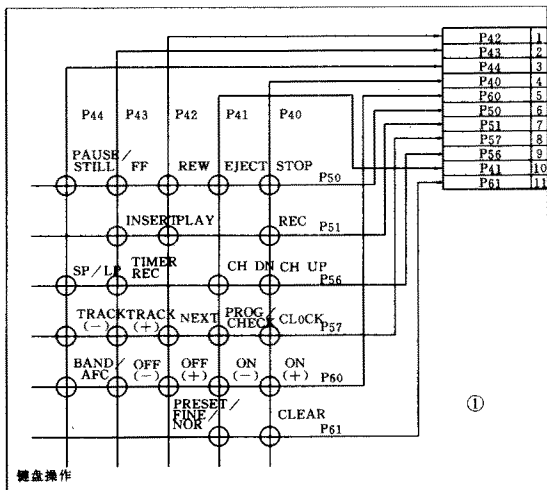 P42 1
P43 2
P44 3
P40 4
P60 5
P50 6
P51 7
P57 8
P56 9
P41 10
P61 11
P44 P43 P42 P41 P40
PAUSE/
STILL FF REW EJECT STOP
P50
INSERT PLAY REC
P51
SP/LP TIMER
REC CH DN CH UP
P56
TRACK
(-) TRACK
(+) NEXT PROG/
CHECK CLOCK
P57
BAND/
AFC OFF
(-) OFF
(+) ON
(-) ON
(+)
P60
PRESET/
FINE/
NOR CLEAR
P61
①
键盘操作